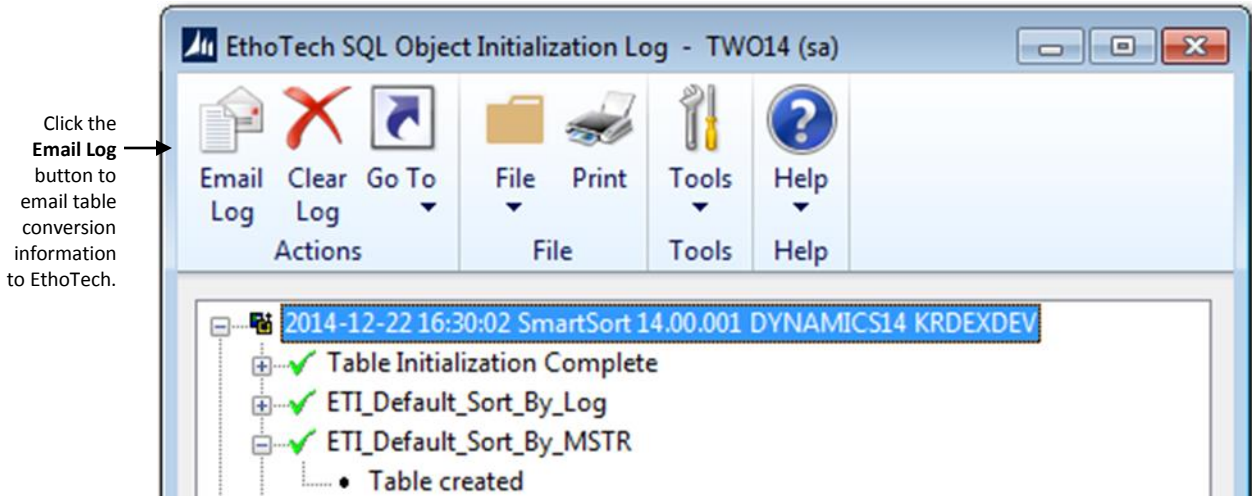 EthoTech SQL Object Initialization Log - TWO14 (sa)
Click the
Email Log
button to
email table
conversion
information
to EthoTech.
Email Log
Clear Log
Go To
Actions
File
Print
File
Tools
Tools
Help
Help
2014-12-22 16:30:02 SmartSort 14.00.001 DYNAMICS14 KRDEXDEV
Table Initialization Complete
ETI_Default_Sort_By_Log
ETI_Default_Sort_By_MSTR
• Table created